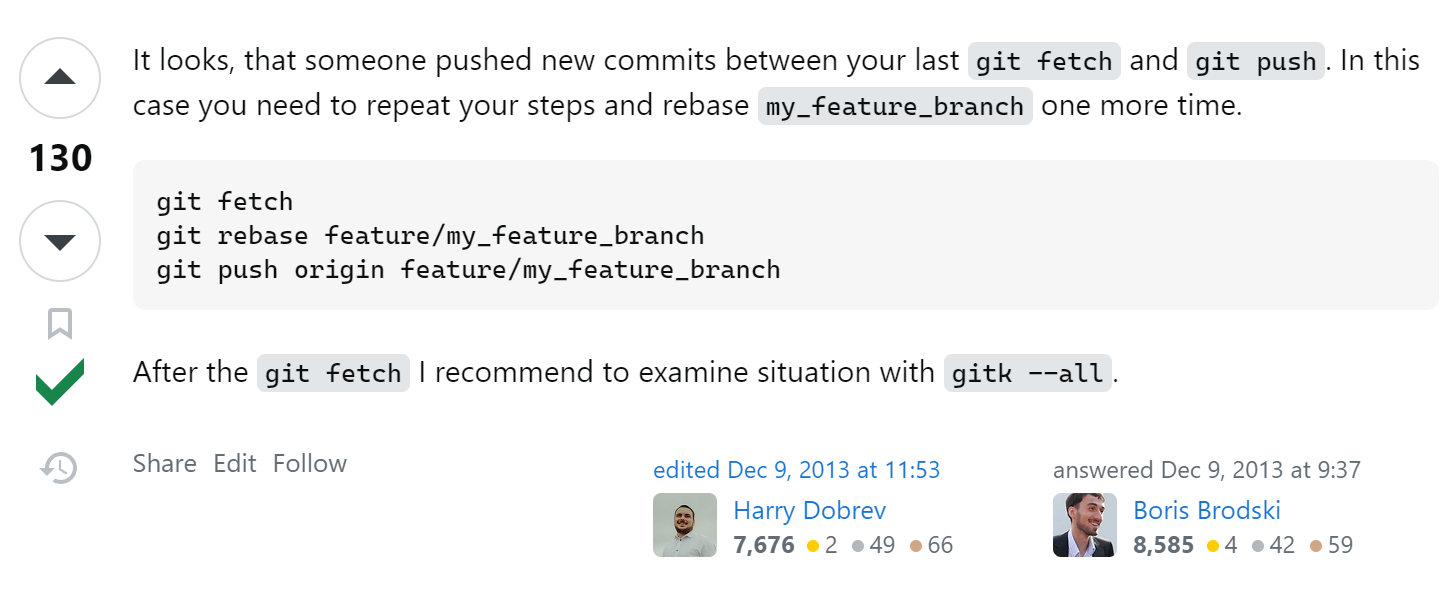 It looks, that someone pushed new commits between your last git fetch and git push. In this
case you need to repeat your steps and rebase my_feature_branch one more time.
130
git fetch
git rebase feature/my_feature_branch
git push origin feature/my_feature_branch
After the git fetch I recommend to examine situation with gitk --all.
Share Edit Follow
edited Dec 9, 2013 at 11:53
Harry Dobrev
7,676 2 49 66
answered Dec 9, 2013 at 9:37
Boris Brodski
8,585 4 42 59